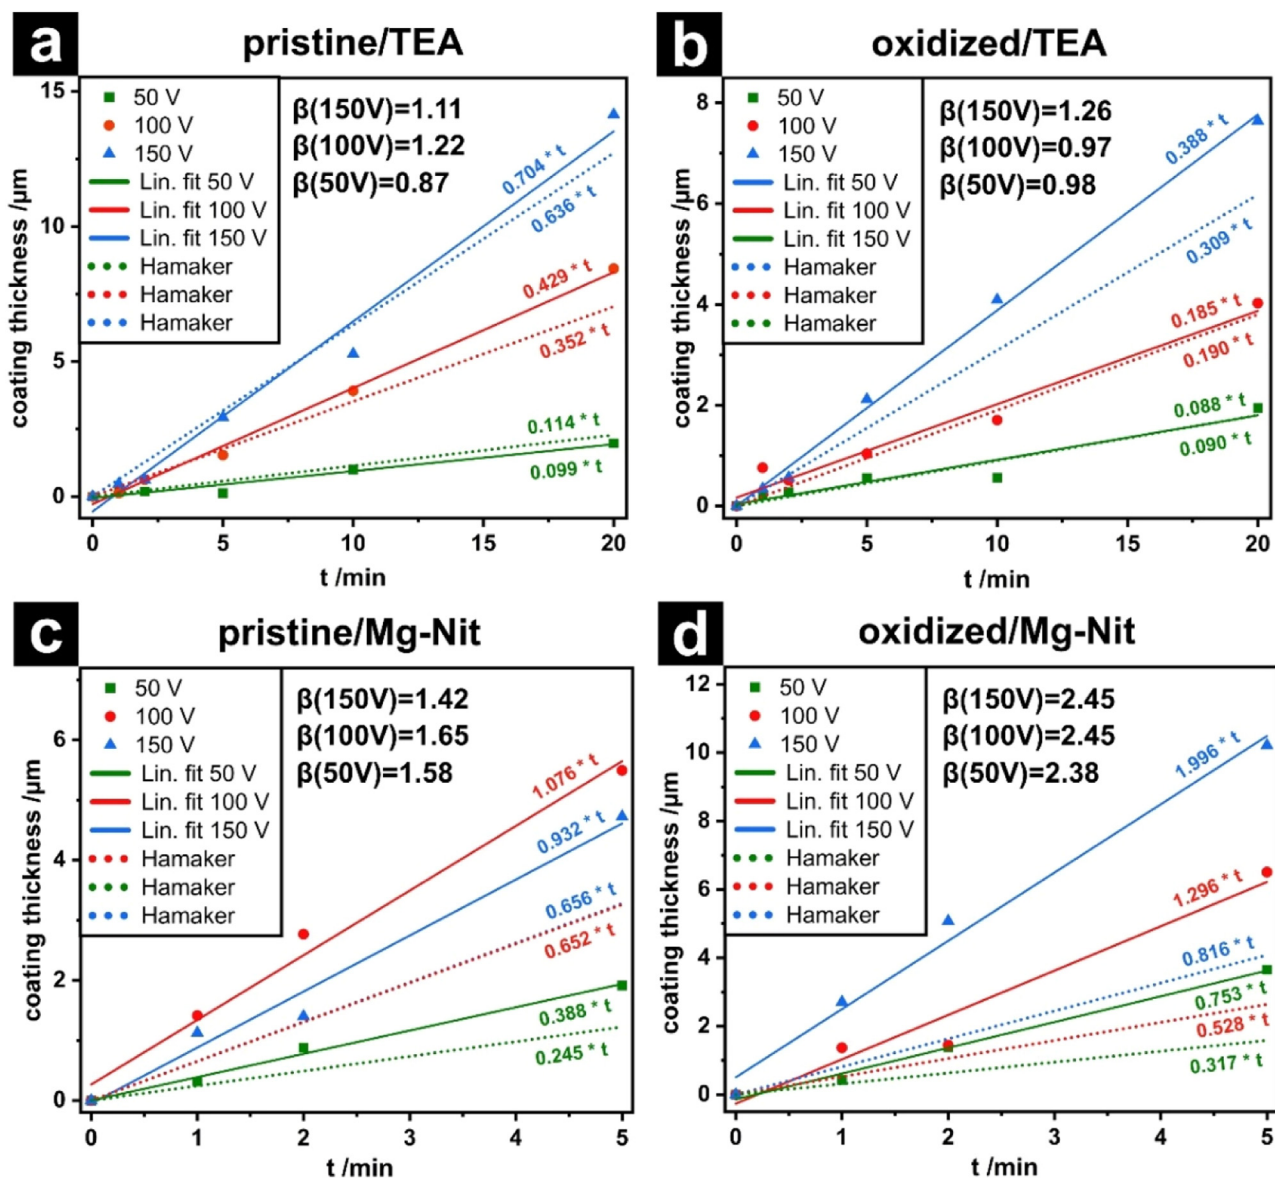 a
pristine/TEA
coating thickness /µm
15
10
5
0
50 V
100 V
150 V
Lin. fit 50 V
Lin. fit 100 V
Lin. fit 150 V
Hamaker
Hamaker
Hamaker
β(150V)=1.11
β(100V)=1.22
β(50V)=0.87
0.704 * t
0.636 * t
0.429 * t
0.352 * t
0.114 * t
0.099 * t
0 5 10 15 20
t /min
b
oxidized/TEA
coating thickness /µm
8
6
4
2
0
50 V
100 V
150 V
Lin. fit 50 V
Lin. fit 100 V
Lin. fit 150 V
Hamaker
Hamaker
Hamaker
β(150V)=1.26
β(100V)=0.97
β(50V)=0.98
0.388 * t
0.309 * t
0.185 * t
0.190 * t
0.088 * t
0.090 * t
0 5 10 15 20
t /min
c
pristine/Mg-Nit
coating thickness /µm
6
4
2
0
50 V
100 V
150 V
Lin. fit 50 V
Lin. fit 100 V
Lin. fit 150 V
Hamaker
Hamaker
Hamaker
β(150V)=1.42
β(100V)=1.65
β(50V)=1.58
1.076 * t
0.932 * t
0.656 * t
0.652 * t
0.388 * t
0.245 * t
0 1 2 3 4 5
t /min
d
oxidized/Mg-Nit
coating thickness /µm
12
10
8
6
4
2
0
50 V
100 V
150 V
Lin. fit 50 V
Lin. fit 100 V
Lin. fit 150 V
Hamaker
Hamaker
Hamaker
β(150V)=2.45
β(100V)=2.45
β(50V)=2.38
1.996 * t
1.296 * t
0.816 * t
0.753 * t
0.528 * t
0.317 * t
0 1 2 3 4 5
t /min